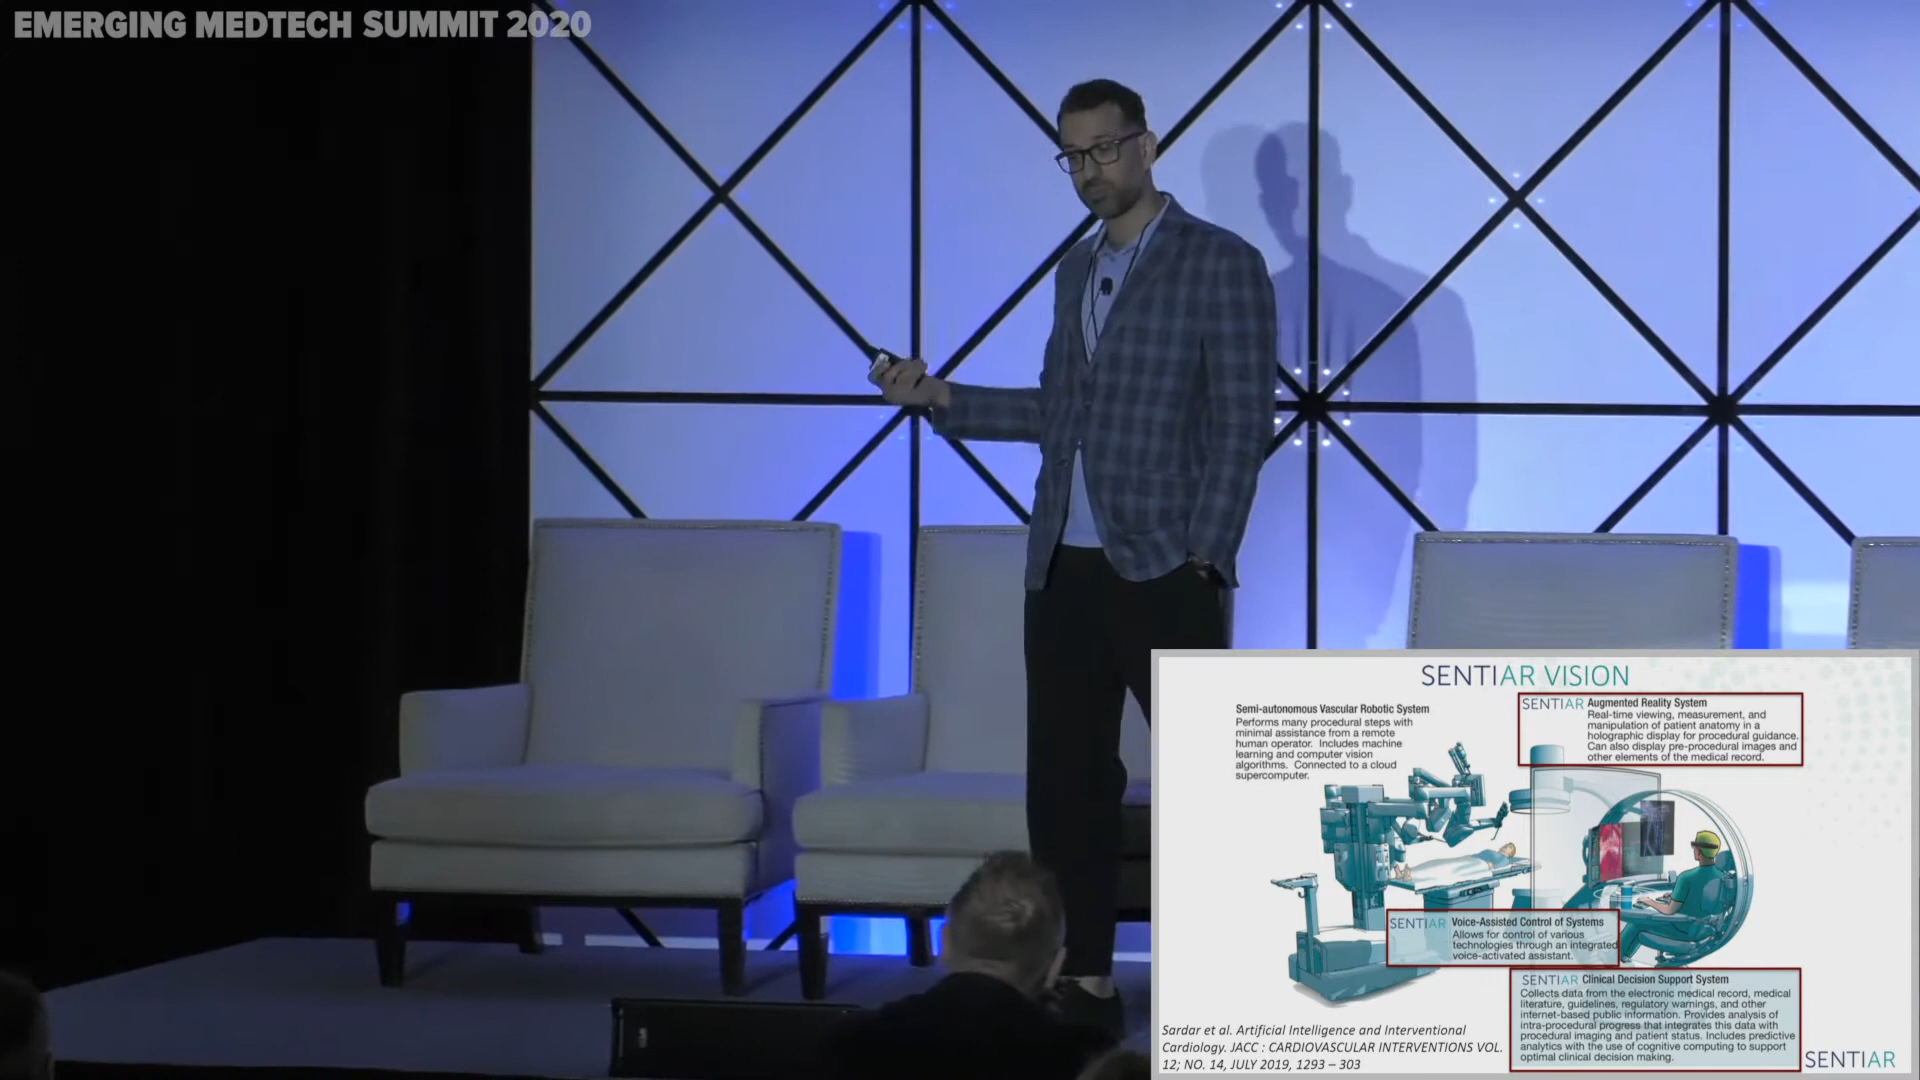 EMERGING MEDTECH SUMMIT 2020
SENTIAR VISION
Semi-autonomous Vascular Robotic System
Performs many procedural steps with
minimal assistance from a remote
human operator. Includes machine
learning and computer vision
algorithms. Connected to a cloud
supercomputer.
SENTIAR Augmented Reality System
Real-time viewing, measurement, and
manipulation of patient anatomy in a
holographic display for procedural guidance.
Can also display pre-procedural images and
other elements of the medical record.
SENTIAR Voice-Assisted Control of Systems
Allows for control of various
technologies through an integrated
voice-activated assistant.
SENTIAR Clinical Decision Support System
Collects data from the electronic medical record, medical
literature, guidelines, regulatory warnings, and other
internet-based public information. Provides analysis of
intra-procedural progress that integrates this data with
procedural imaging and patient status. Includes predictive
analytics with the use of cognitive computing to support
optimal clinical decision making.
Sardar et al. Artificial Intelligence and Interventional
Cardiology. JACC : CARDIOVASCULAR INTERVENTIONS VOL.
12; NO. 14, JULY 2019, 1293 – 303
SENTIAR